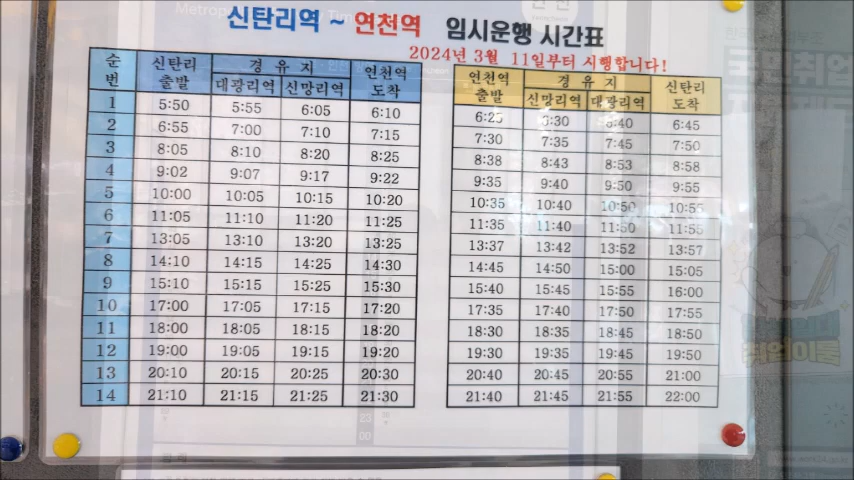 신탄리역 ~ 연천역 임시운행 시간표
2024년 3월 11일부터 시행합니다!
순번 신탄리 출발 경유지 연천역 도착 연천역 출발 경유지 신탄리 도착
대광리역 신망리역 신망리역 대광리역
1 5:50 5:55 6:05 6:10 6:25 6:30 6:40 6:45
2 6:55 7:00 7:10 7:15 7:30 7:35 7:45 7:50
3 8:05 8:10 8:20 8:25 8:38 8:43 8:53 8:58
4 9:02 9:07 9:17 9:22 9:35 9:40 9:50 9:55
5 10:00 10:05 10:15 10:20 10:35 10:40 10:50 10:55
6 11:05 11:10 11:20 11:25 11:35 11:40 11:50 11:55
7 13:05 13:10 13:20 13:25 13:37 13:42 13:52 13:57
8 14:10 14:15 14:25 14:30 14:45 14:50 15:00 15:05
9 15:10 15:15 15:25 15:30 15:40 15:45 15:55 16:00
10 17:00 17:05 17:15 17:20 17:35 17:40 17:50 17:55
11 18:00 18:05 18:15 18:20 18:30 18:35 18:45 18:50
12 19:00 19:05 19:15 19:20 19:30 19:35 19:45 19:50
13 20:10 20:15 20:25 20:30 20:40 20:45 20:55 21:00
14 21:10 21:15 21:25 21:30 21:40 21:45 21:55 22:00